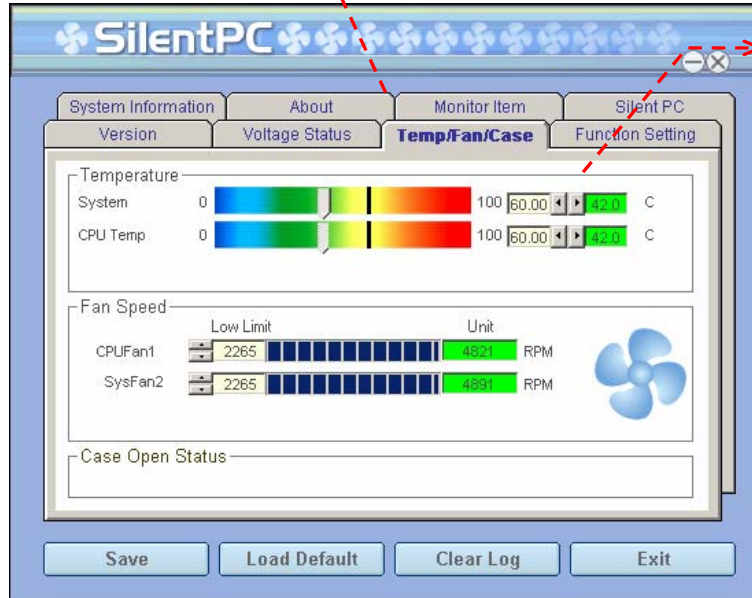 SilentPC
System Information About Monitor Item Silent PC
Version Voltage Status Temp/Fan/Case Function Setting
Temperature
System 0 100 60.00 42.0 C
CPU Temp 0 100 60.00 42.0 C
Fan Speed
Low Limit Unit
CPUFan1 2265 4821 RPM
SysFan2 2265 4891 RPM
Case Open Status
Save Load Default Clear Log Exit